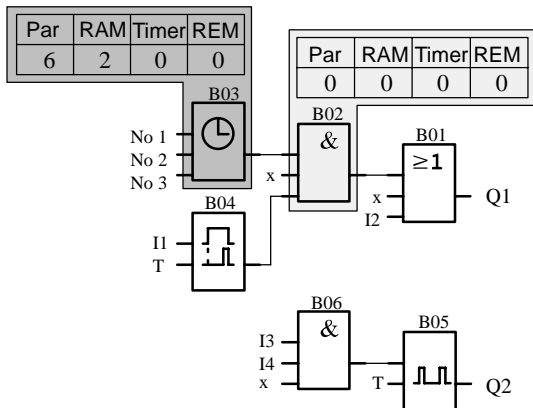 Par RAM Timer REM
6 2 0 0
Par RAM Timer REM
0 0 0 0
B03
No 1
No 2
No 3
B02
&
x
B01
≥1
x
I2
Q1
B04
I1
T
B06
&
I3
I4
x
B05
T
Q2